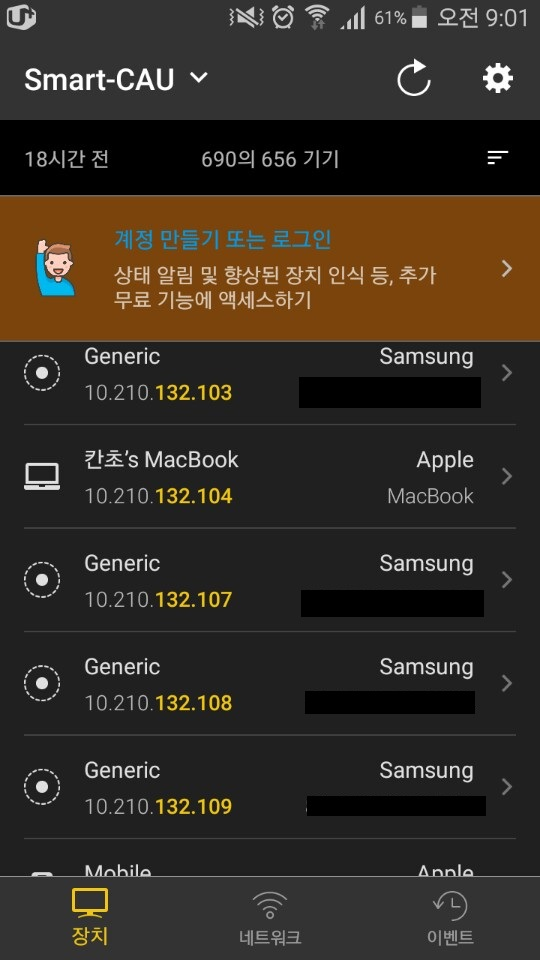 U+ 61% 오전 9:01
Smart-CAU
18시간 전 690의 656 기기
계정 만들기 또는 로그인
상태 알림 및 향상된 장치 인식 등, 추가
무료 기능에 액세스하기
Generic Samsung
10.210.132.103
칸초’s MacBook Apple
10.210.132.104 MacBook
Generic Samsung
10.210.132.107
Generic Samsung
10.210.132.108
Generic Samsung
10.210.132.109
Mobile Apple
장치 네트워크 이벤트